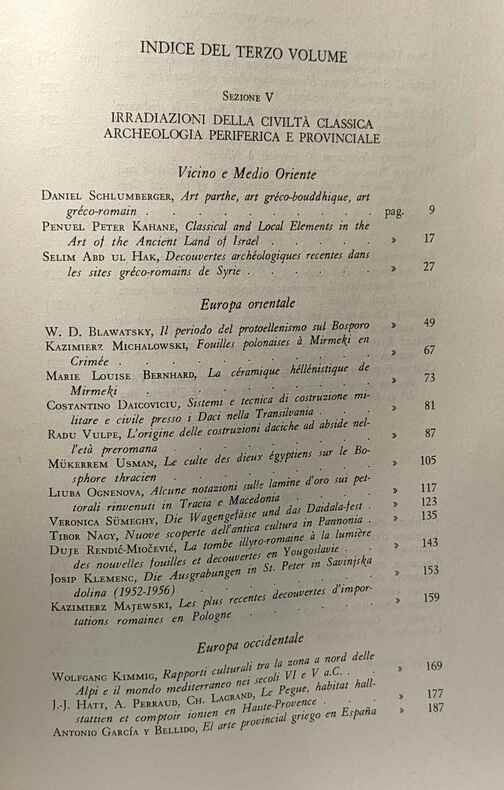 INDICE DEL TERZO VOLUME
SEZIONE V
IRRADIAZIONI DELLA CIVILTÀ CLASSICA
ARCHEOLOGIA PERIFERICA E PROVINCIALE
Vicino e Medio Oriente
DANIEL SCHLUMBERGER, Art parthe, art gréco-bouddhique, art
gréco-romain . . . . . . . . . . pag. 9
PENUEL PETER KAHANE, Classical and Local Elements in the
Art of the Ancient Land of Israel . . . . . » 17
SELIM ABD UL HAK, Decouvertes archéologiques recentes dans
les sites gréco-romains de Syrie . . . . . . » 27
Europa orientale
W. D. BLAWATSKY, Il periodo del protoellenismo sul Bosporo » 49
KAZIMIERZ MICHALOWSKI, Fouilles polonaises à Mirmeki en
Crimée . . . . . . . . . . » 67
MARIE LOUISE BERNHARD, La céramique héllénistique de
Mirmeki . . . . . . . . . . » 73
COSTANTINO DAICOVICIU, Sistemi e tecnica di costruzione mi-
litare e civile presso i Daci nella Transilvania . . » 81
RADU VULPE, L'origine delle costruzioni daciche ad abside nel-
l'età preromana . . . . . . . . » 87
MÜKERREM USMAN, Le culte des dieux égyptiens sur le Bo-
sphore thracien . . . . . . . . » 105
LIUBA OGNENOVA, Alcune notazioni sulle lamine d'oro sui pet-
torali rinvenuti in Tracia e Macedonia . . . . » 117
VERONICA SÜMEGHY, Die Wagengefässe und das Daidala-fest . » 123
TIBOR NAGY, Nuove scoperte dell'antica cultura in Pannonia . » 135
DUJE RENDIĆ-MIOČEVIĆ, La tombe illyro-romaine à la lumière
des nouvelles fouilles et decouvertes en Yougoslavie . . » 143
JOSIP KLEMENC, Die Ausgrabungen in St. Peter in Savinjska
dolina (1952-1956) . . . . . . . » 153
KAZIMIERZ MAJEWSKI, Les plus recentes decouvertes d'impor-
tations romaines en Pologne . . . . . . » 159
Europa occidentale
WOLFGANG KIMMIG, Rapporti culturali tra la zona a nord delle
Alpi e il mondo mediterraneo nei secoli VI e V a.C. . . » 169
J.-J. HATT, A. PERRAUD, CH. LAGRAND, Le Pegue, habitat hall-
stattien et comptoir ionien en Haute-Provence . . . » 177
ANTONIO GARCÍA Y BELLIDO, El arte provincial griego en España » 187